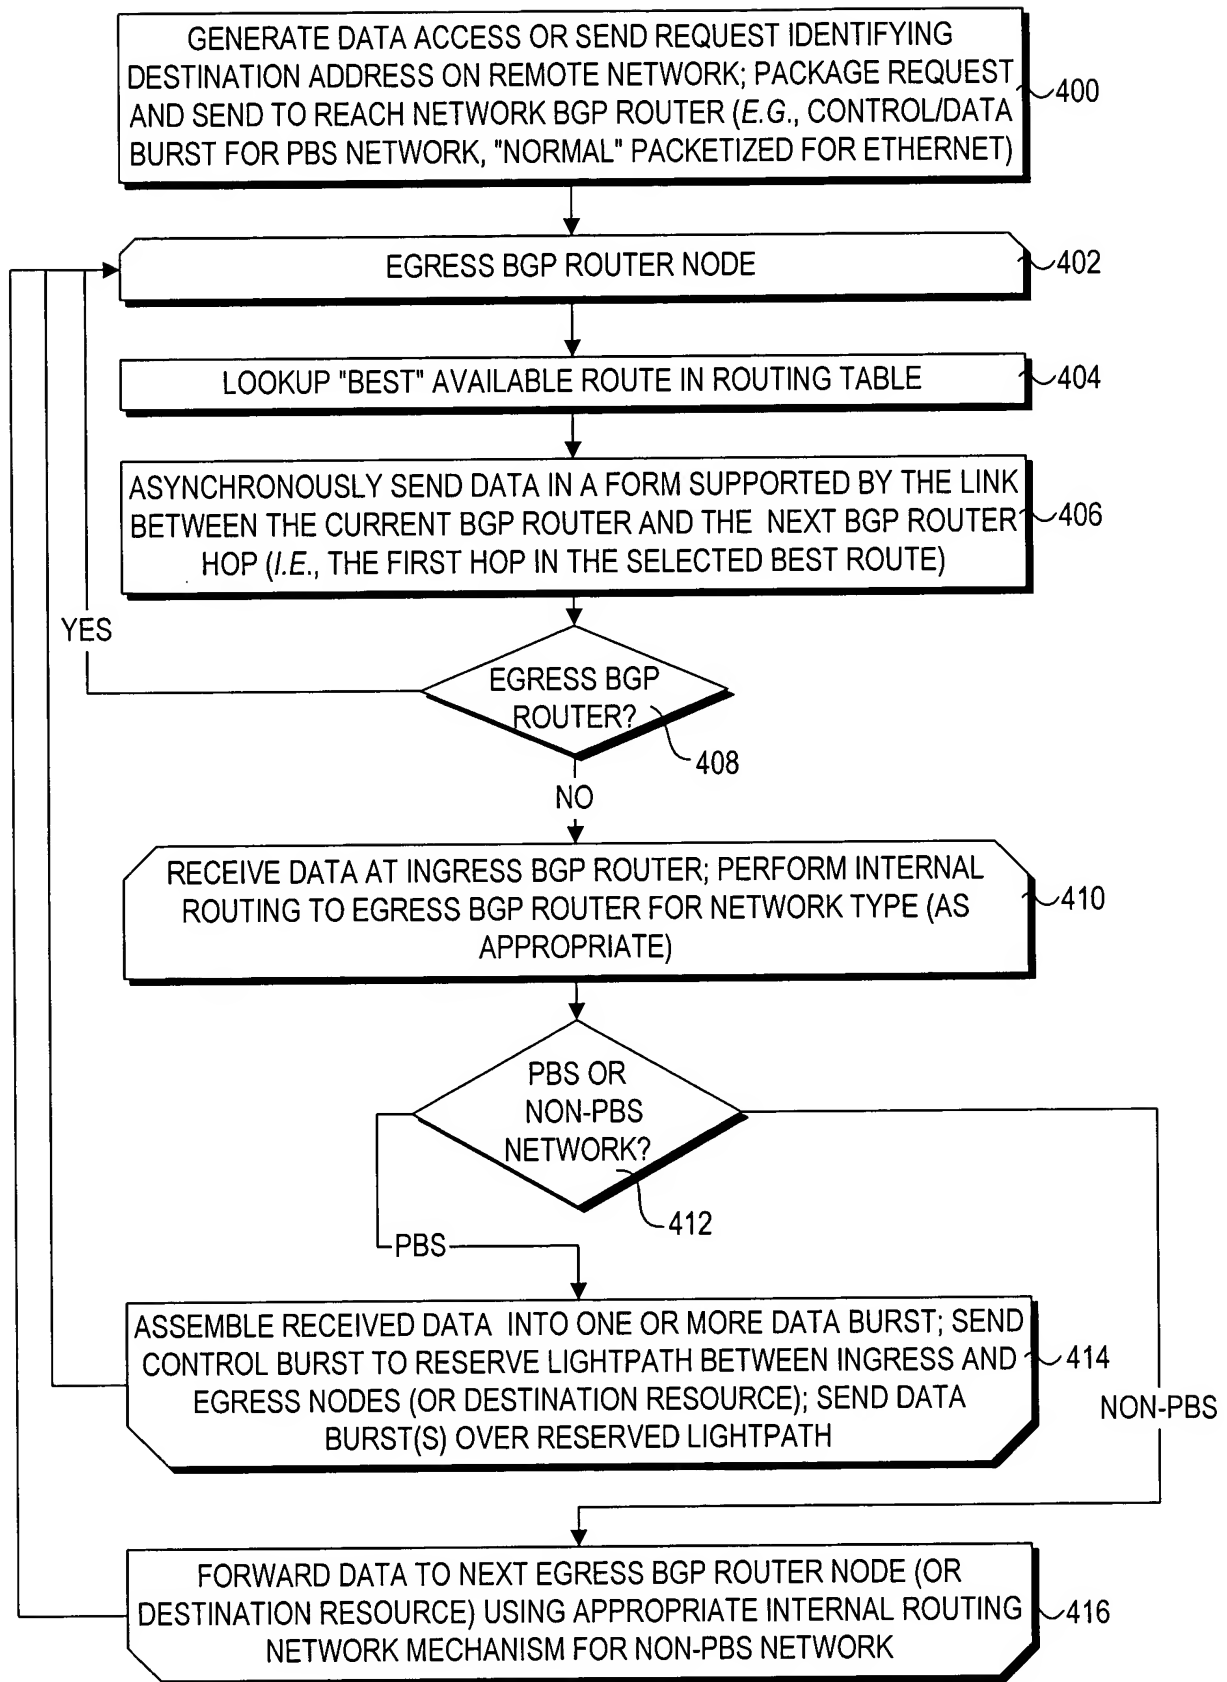 GENERATE DATA ACCESS OR SEND REQUEST IDENTIFYING
DESTINATION ADDRESS ON REMOTE NETWORK; PACKAGE REQUEST
AND SEND TO REACH NETWORK BGP ROUTER (E.G., CONTROL/DATA
BURST FOR PBS NETWORK, "NORMAL" PACKETIZED FOR ETHERNET)
400
EGRESS BGP ROUTER NODE
402
LOOKUP "BEST" AVAILABLE ROUTE IN ROUTING TABLE
404
ASYNCHRONOUSLY SEND DATA IN A FORM SUPPORTED BY THE LINK
BETWEEN THE CURRENT BGP ROUTER AND THE NEXT BGP ROUTER
HOP (I.E., THE FIRST HOP IN THE SELECTED BEST ROUTE)
406
YES
EGRESS BGP
ROUTER?
408
NO
RECEIVE DATA AT INGRESS BGP ROUTER; PERFORM INTERNAL
ROUTING TO EGRESS BGP ROUTER FOR NETWORK TYPE (AS
APPROPRIATE)
410
PBS OR
NON-PBS
NETWORK?
412
PBS
ASSEMBLE RECEIVED DATA INTO ONE OR MORE DATA BURST; SEND
CONTROL BURST TO RESERVE LIGHTPATH BETWEEN INGRESS AND
EGRESS NODES (OR DESTINATION RESOURCE); SEND DATA
BURST(S) OVER RESERVED LIGHTPATH
414
NON-PBS
FORWARD DATA TO NEXT EGRESS BGP ROUTER NODE (OR
DESTINATION RESOURCE) USING APPROPRIATE INTERNAL ROUTING
NETWORK MECHANISM FOR NON-PBS NETWORK
416